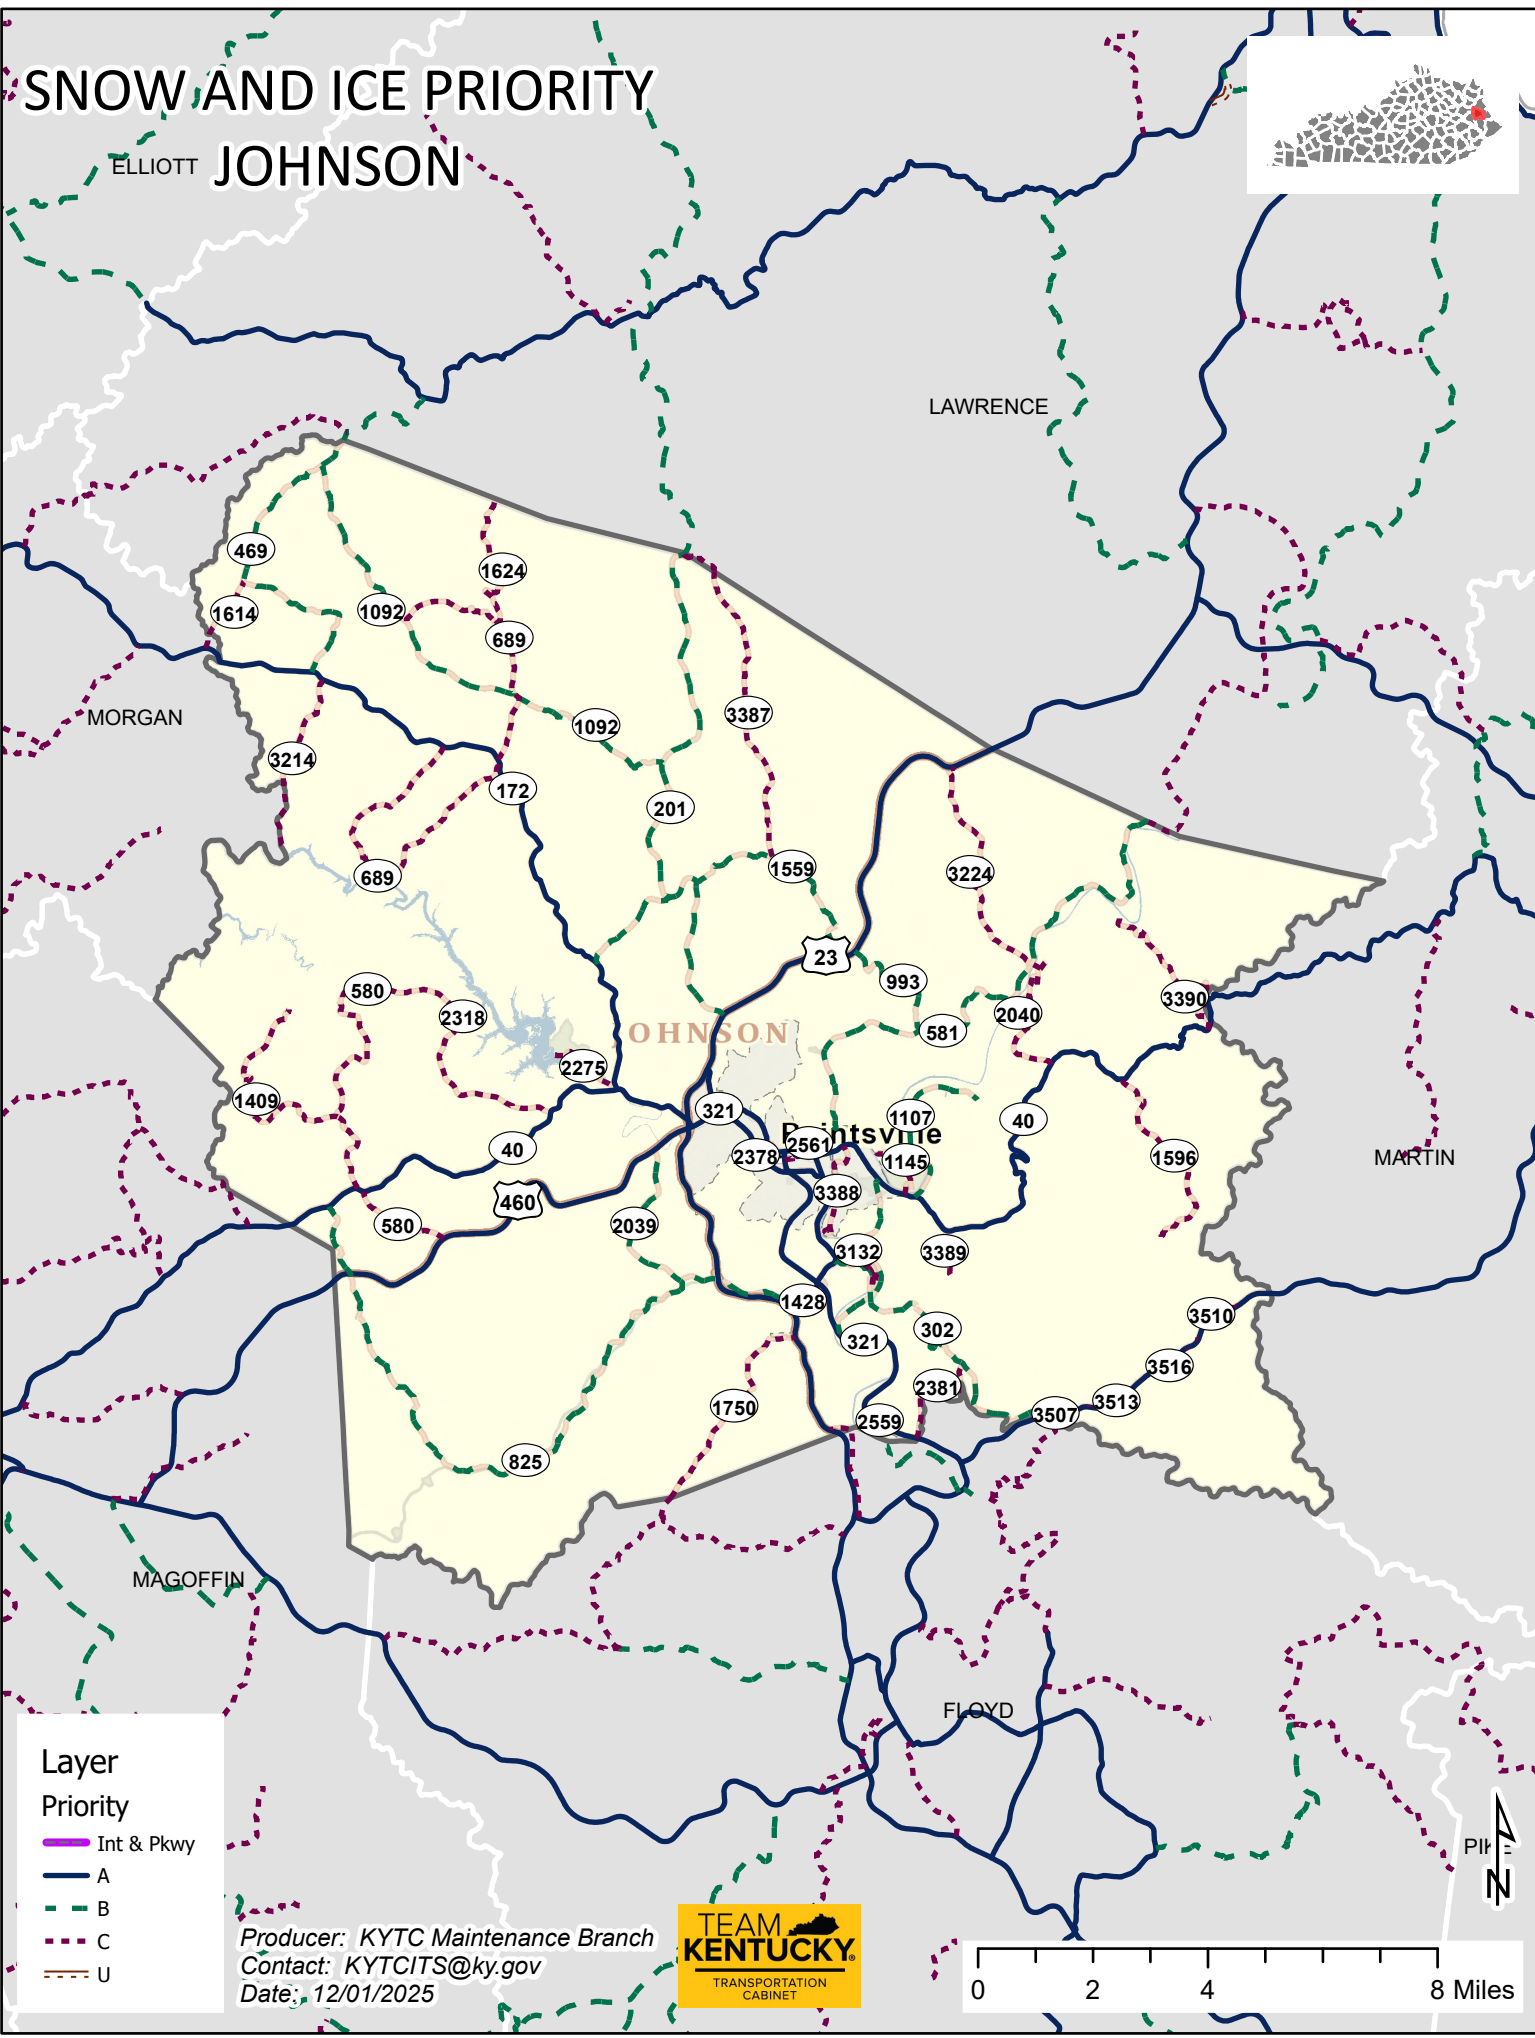 SNOW AND ICE PRIORITY
JOHNSON
ELLIOTT
LAWRENCE
469
1624
1614
1092
689
MORGAN
3387
1092
3214
172
201
1559
3224
689
23
993
580
3390
2318
2040
581
JOHNSON
2275
1409
321
1107
40
Paintsville
2561
40
2378
1145
1596
MARTIN
3388
460
580
2039
3132
3389
1428
3510
302
321
3516
2381
3513
1750
3507
2559
825
MAGOFFIN
FLOYD
PIKE
Layer
Priority
Int & Pkwy
A
B
C
U
Producer: KYTC Maintenance Branch
Contact: KYTCITS@ky.gov
Date: 12/01/2025
TEAM
KENTUCKY®
TRANSPORTATION
CABINET
N
0 2 4 8 Miles